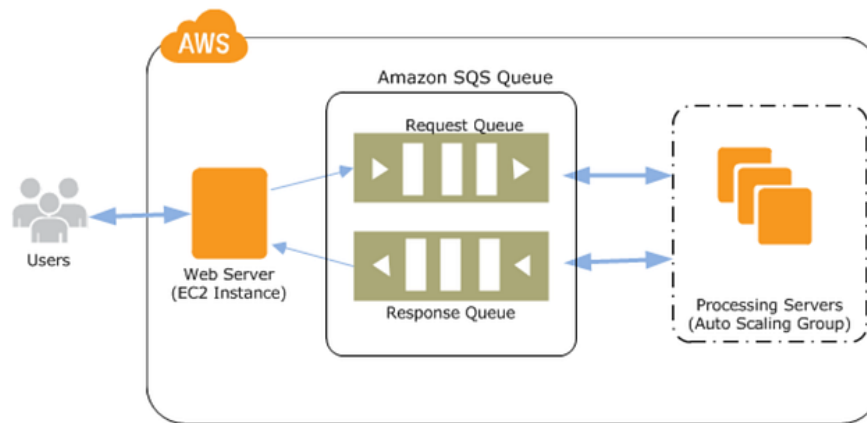 AWS
Amazon SQS Queue
Request Queue
Users
Web Server
(EC2 Instance)
Response Queue
Processing Servers
(Auto Scaling Group)